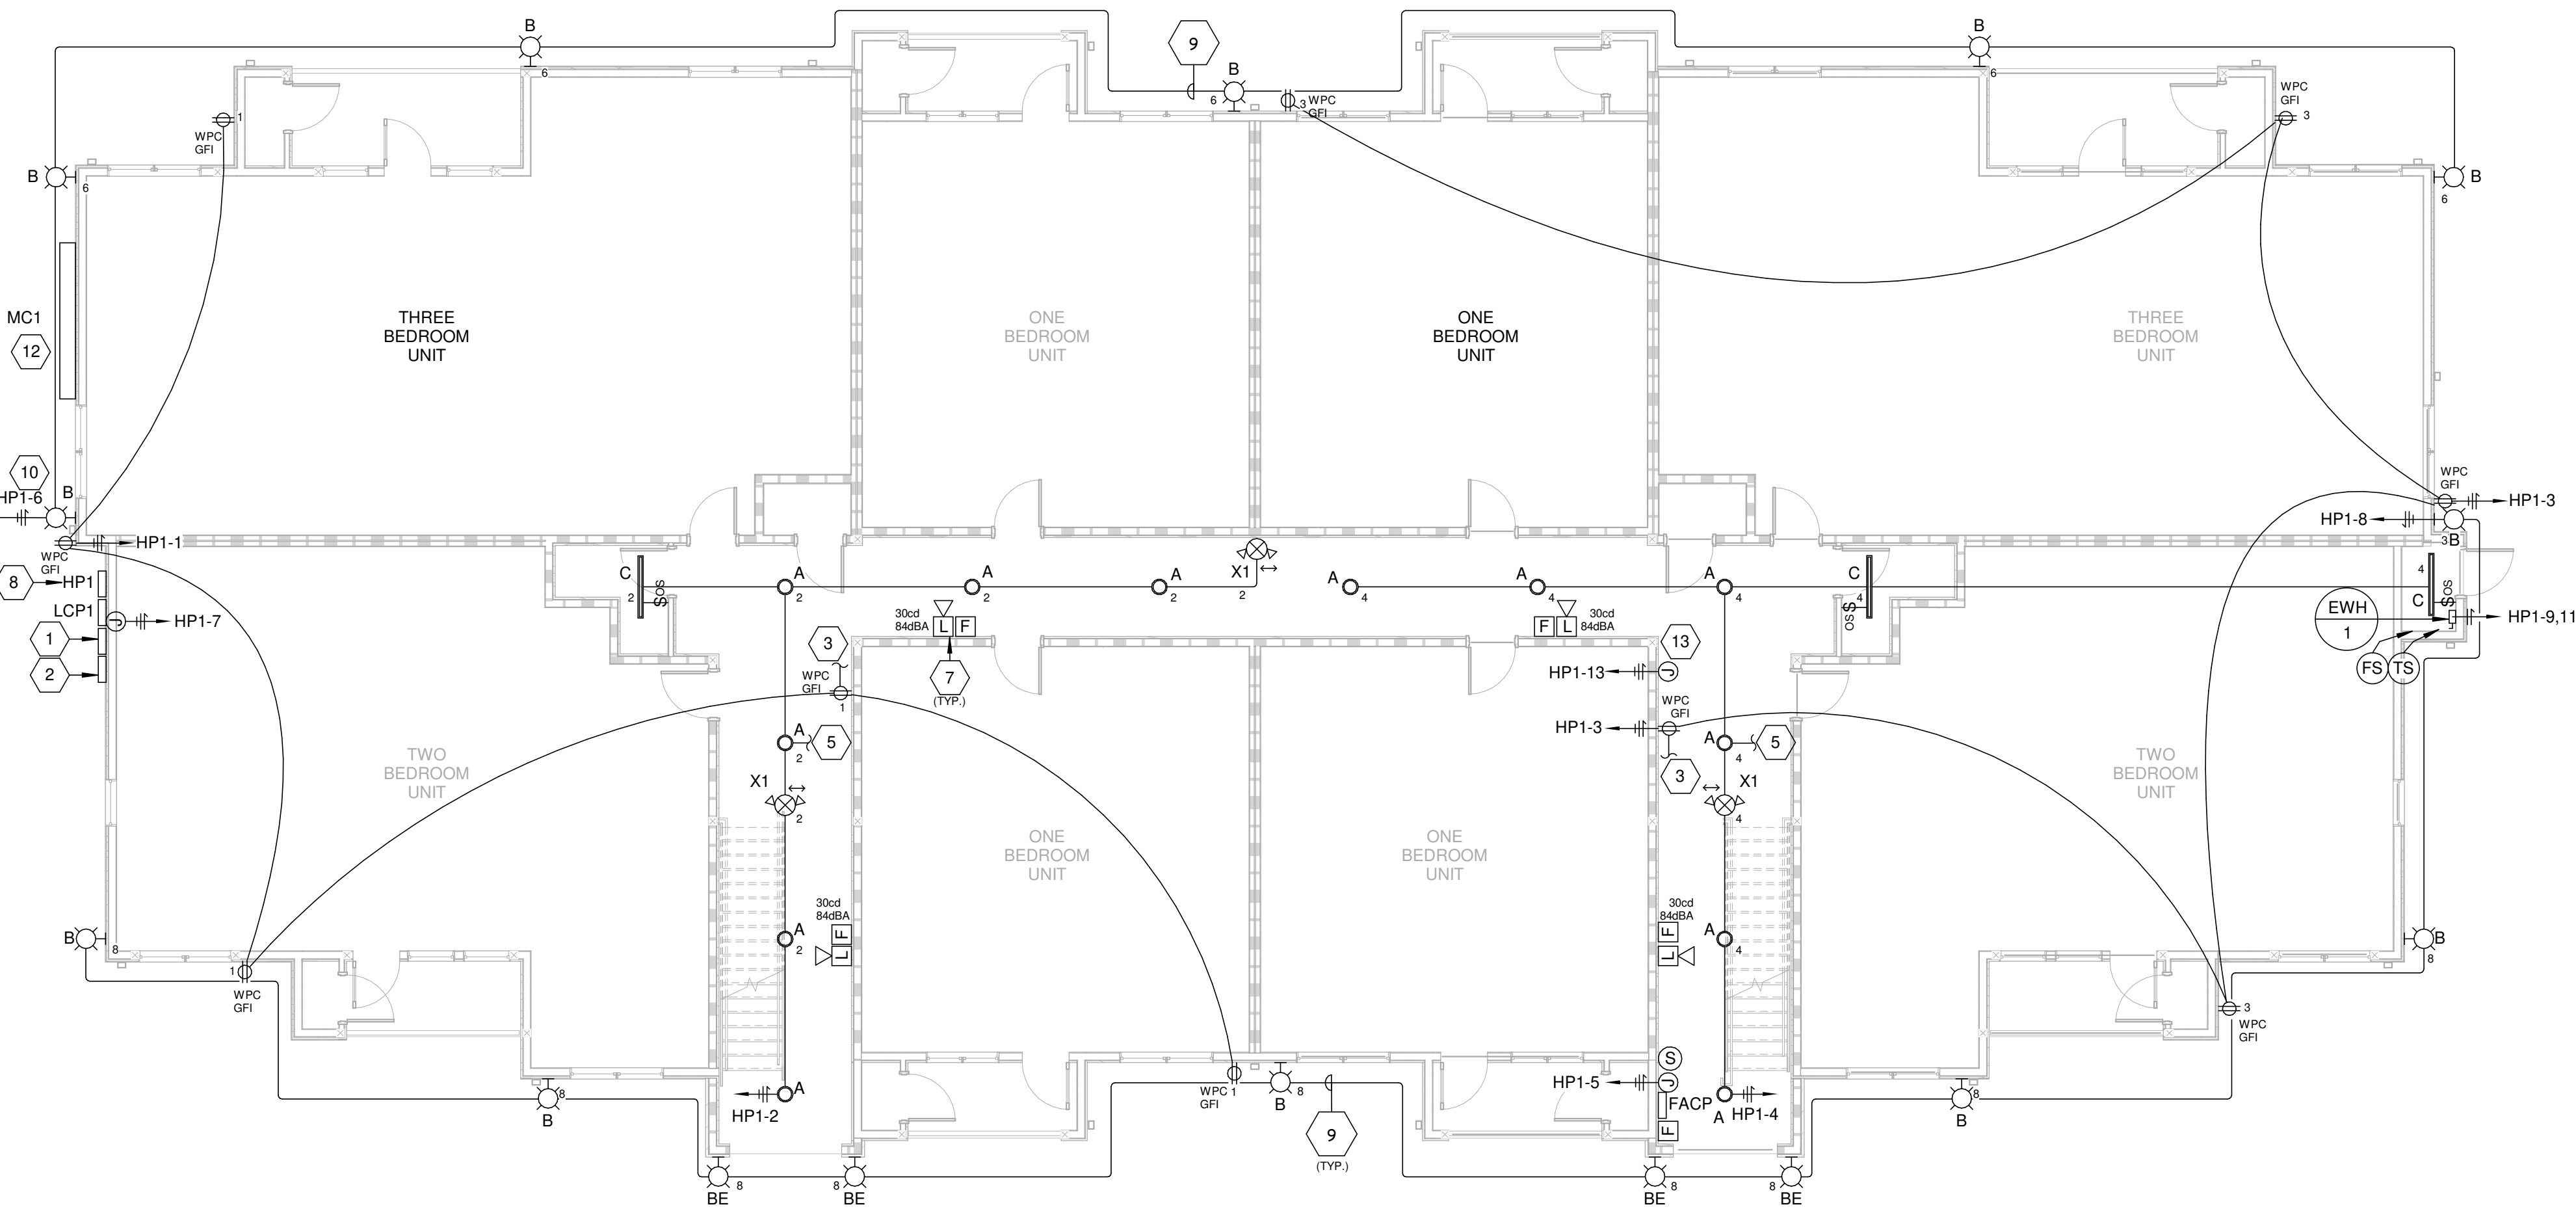 B
B
9
B
6
6
B
6
3 WPC
GFI
WPC
GFI
3
1
WPC
GFI
B
6
B
6
MC1
12
THREE
BEDROOM
UNIT
ONE
BEDROOM
UNIT
ONE
BEDROOM
UNIT
THREE
BEDROOM
UNIT
10
HP1-6
B
WPC
GFI
HP1-3
HP1-8
3
B
HP1-1
WPC
GFI
8
HP1
LCP1
J
HP1-7
1
2
C
2
SOS
A
2
A
2
A
2
X1
2
A
4
A
4
A
4
C
4
SOS
4
C
SOS
EWH
1
HP1-9,11
FS
TS
30cd
84dBA
L
F
7
(TYP.)
F
L
30cd
84dBA
3
WPC
GFI
1
13
HP1-13
J
WPC
GFI
HP1-3
3
A
2
5
A
4
5
X1
2
X1
4
TWO
BEDROOM
UNIT
ONE
BEDROOM
UNIT
ONE
BEDROOM
UNIT
TWO
BEDROOM
UNIT
30cd
84dBA
F
L
A
2
30cd
84dBA
F
L
A
4
B
8
B
8
1
WPC
GFI
3
WPC
GFI
HP1-2
A
8
B
WPC
GFI
1
B
8
9
(TYP.)
S
HP1-5
J
FACP
F
A
HP1-4
8
B
BE
8
8
BE
BE
8
8
BE